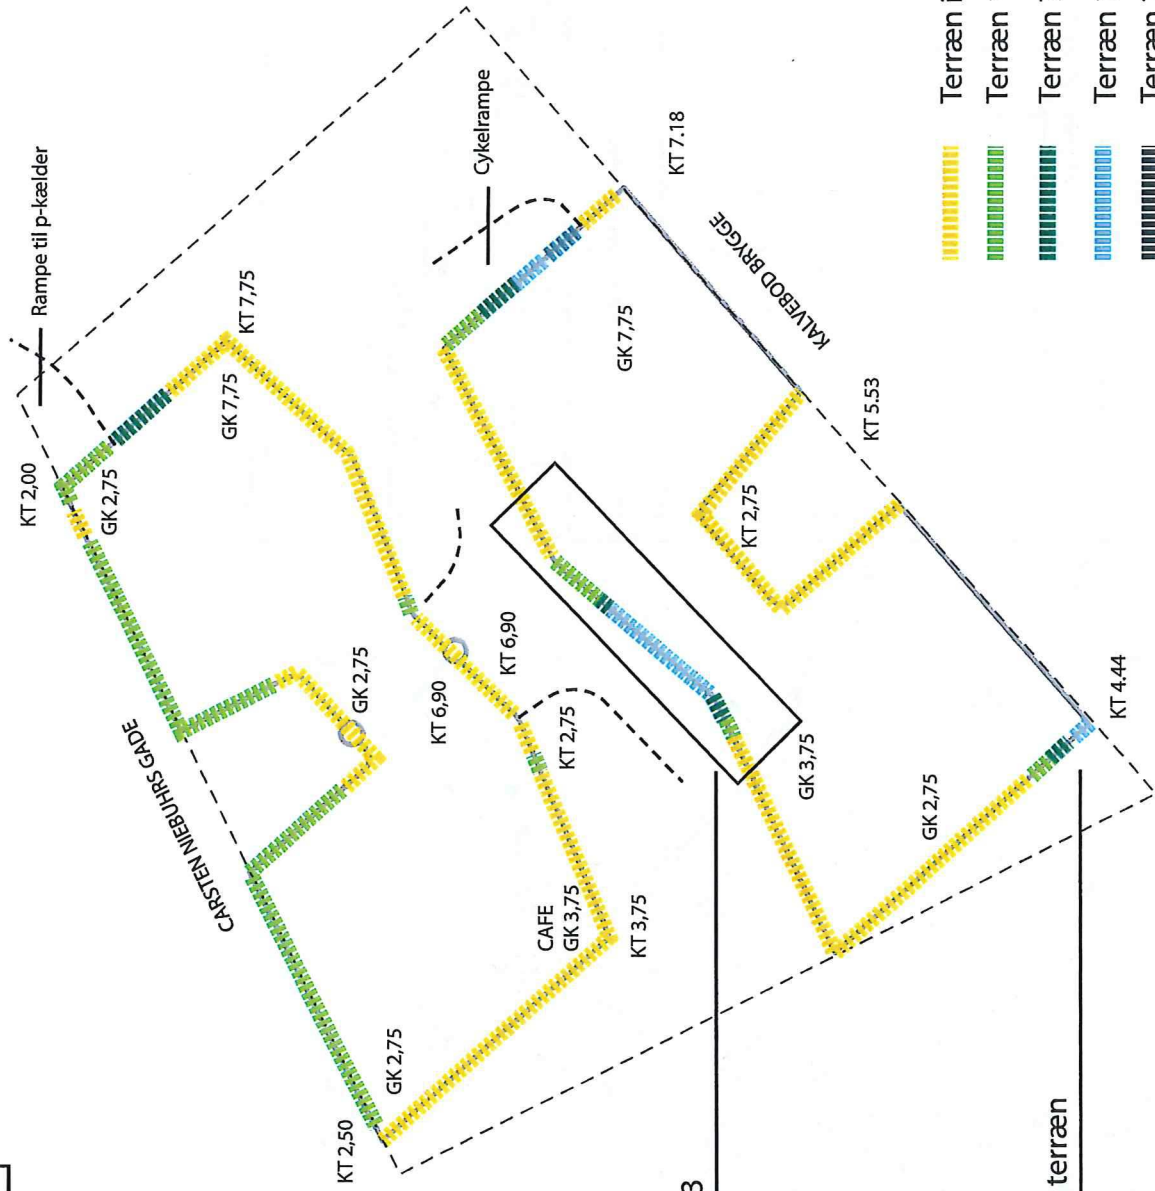 Rampe til p-kælder
Cykelrampe
KT 2,00
GK 2,75
GK 7,75
KT 7,75
KT 7.18
KALVEBOD BRYGGE
GK 7,75
KT 5.53
KT 2,75
CARSTEN NIEBUHRS GADE
GK 2,75
KT 6,90
KT 6,90
KT 2,75
GK 3,75
KT 4.44
GK 2,75
CAFE
GK 3,75
KT 3,75
GK 2,75
KT 2,50
3
terræn
Terræn
Terræn
Terræn
Terræn